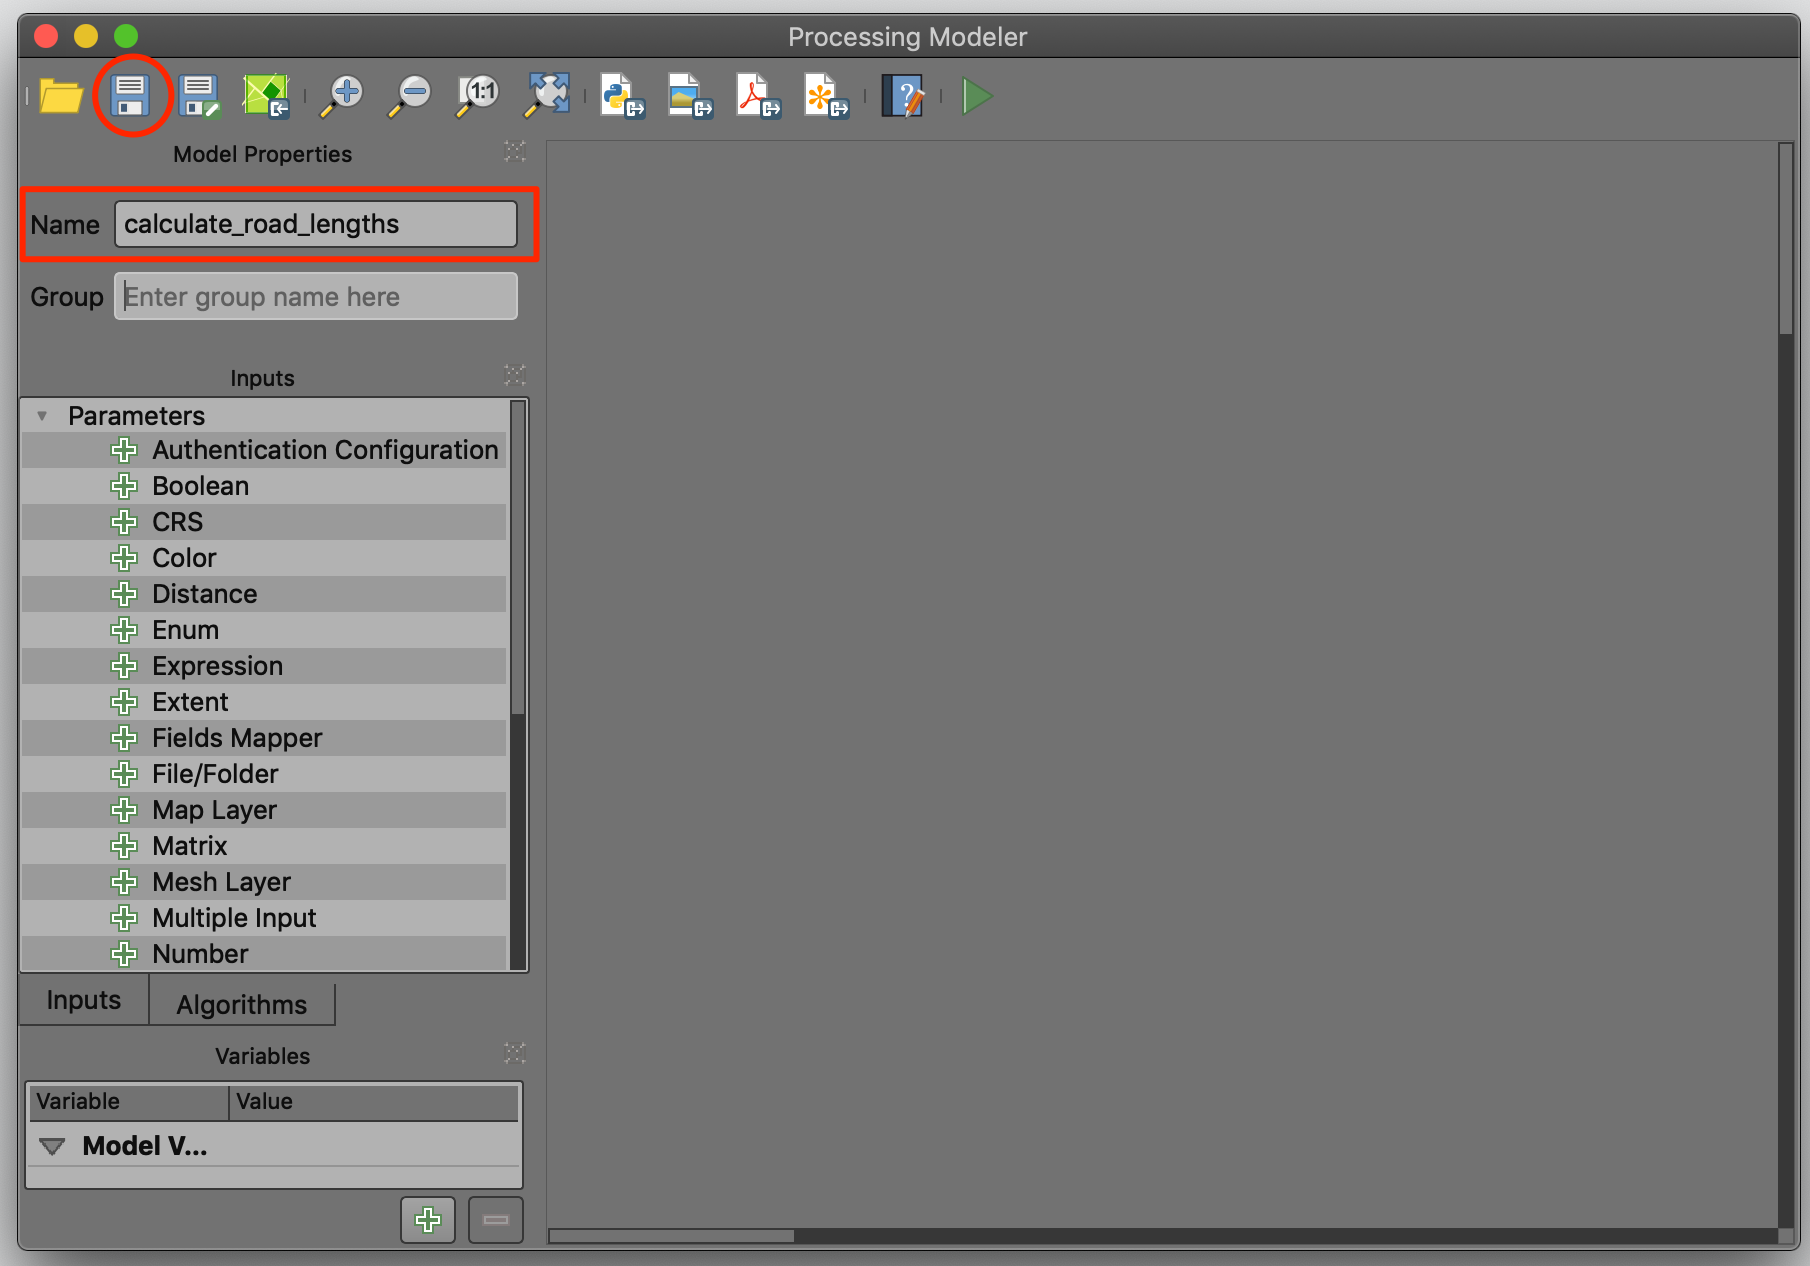 Processing Modeler
1:1
?
Model Properties
Name calculate_road_lengths
Group Enter group name here
Inputs
Parameters
Authentication Configuration
Boolean
CRS
Color
Distance
Enum
Expression
Extent
Fields Mapper
File/Folder
Map Layer
Matrix
Mesh Layer
Multiple Input
Number
Inputs Algorithms
Variables
Variable Value
Model V...